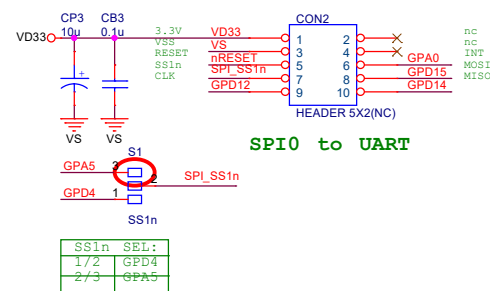 CP3 CB3 CON2
VD33 10u 0.1u 3.3V VD33 1 2 nc
VSS VS 3 4 nc
RESET nRESET 5 6 GPA0 INT
SS1n SPI_SS1n 7 8 GPD15 MOSI
CLK GPD12 9 10 GPD14 MISO
HEADER 5X2(NC)
VS VS
SPI0 to UART
S1
GPA5 3
2 SPI_SS1n
GPD4 1
SS1n
SS1n SEL:
1/2 GPD4
2/3 GPA5